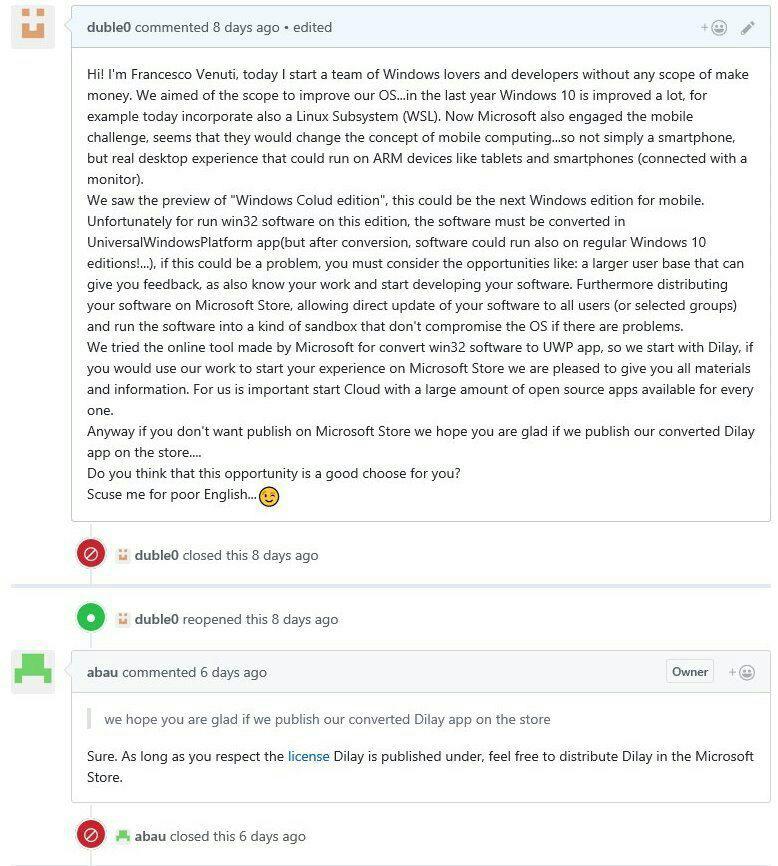 duble0 commented 8 days ago • edited
Hi! I'm Francesco Venuti, today I start a team of Windows lovers and developers without any scope of make
money. We aimed of the scope to improve our OS...in the last year Windows 10 is improved a lot, for
example today incorporate also a Linux Subsystem (WSL). Now Microsoft also engaged the mobile
challenge, seems that they would change the concept of mobile computing...so not simply a smartphone,
but real desktop experience that could run on ARM devices like tablets and smartphones (connected with a
monitor).
We saw the preview of "Windows Colud edition", this could be the next Windows edition for mobile.
Unfortunately for run win32 software on this edition, the software must be converted in
UniversalWindowsPlatform app(but after conversion, software could run also on regular Windows 10
editions!...), if this could be a problem, you must consider the opportunities like: a larger user base that can
give you feedback, as also know your work and start developing your software. Furthermore distributing
your software on Microsoft Store, allowing direct update of your software to all users (or selected groups)
and run the software into a kind of sandbox that don't compromise the OS if there are problems.
We tried the online tool made by Microsoft for convert win32 software to UWP app, so we start with Dilay, if
you would use our work to start your experience on Microsoft Store we are pleased to give you all materials
and information. For us is important start Cloud with a large amount of open source apps available for every
one.
Anyway if you don't want publish on Microsoft Store we hope you are glad if we publish our converted Dilay
app on the store....
Do you think that this opportunity is a good choose for you?
Scuse me for poor English...
duble0 closed this 8 days ago
duble0 reopened this 8 days ago
abau commented 6 days ago Owner
we hope you are glad if we publish our converted Dilay app on the store
Sure. As long as you respect the license Dilay is published under, feel free to distribute Dilay in the Microsoft
Store.
abau closed this 6 days ago